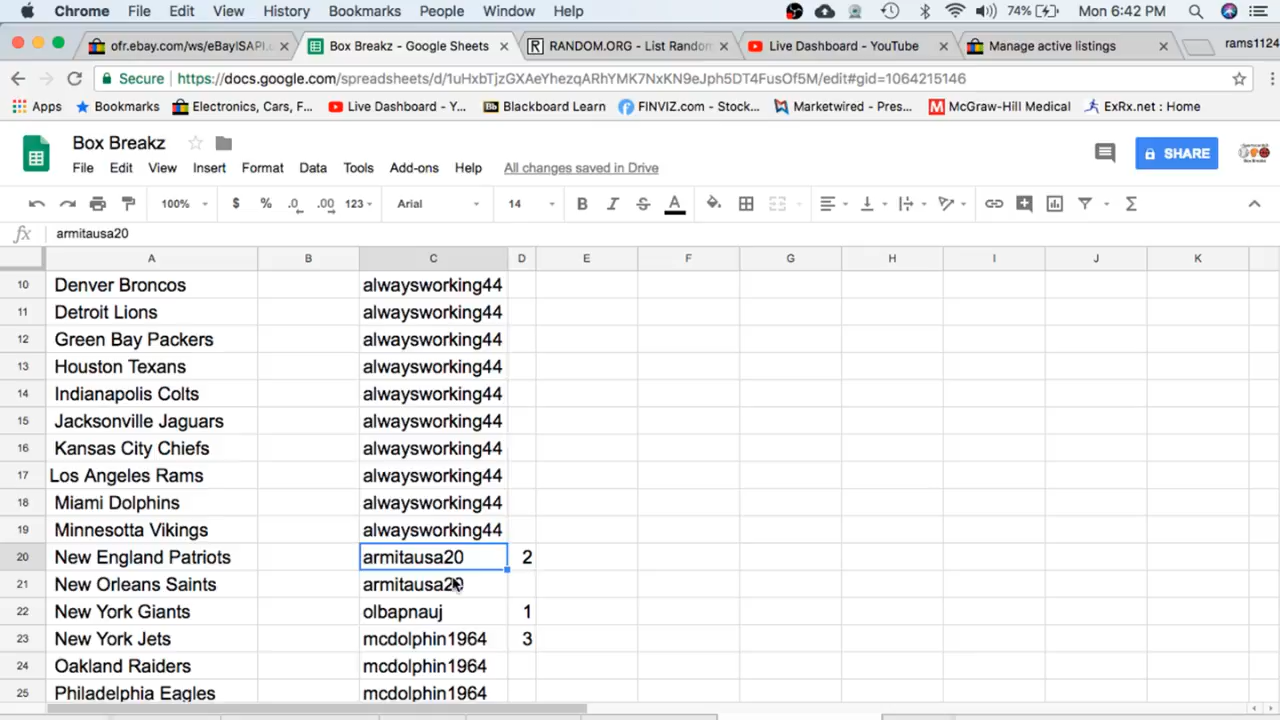 Chrome File Edit View History Bookmarks People Window Help 74% Mon 6:42 PM
ofr.ebay.com/ws/eBayISAPI. Box Breakz - Google Sheets RANDOM.ORG - List Random Live Dashboard - YouTube Manage active listings rams1124
Secure https://docs.google.com/spreadsheets/d/1uHxbTjzGXAeYhezqARhYMK7NxKN9eJph5DT4FusOf5M/edit#gid=1064215146
Apps Bookmarks Electronics, Cars, F... Live Dashboard - Y... Bb Blackboard Learn FINVIZ.com - Stock... Marketwired - Pres... M McGraw-Hill Medical ExRx.net : Home
Box Breakz
SHARE
File Edit View Insert Format Data Tools Add-ons Help All changes saved in Drive
100% $ % .0 .00 123 Arial 14 B I S A Σ
fx armitausa20
A B C D E F G H I J K
10 Denver Broncos alwaysworking44
11 Detroit Lions alwaysworking44
12 Green Bay Packers alwaysworking44
13 Houston Texans alwaysworking44
14 Indianapolis Colts alwaysworking44
15 Jacksonville Jaguars alwaysworking44
16 Kansas City Chiefs alwaysworking44
17 Los Angeles Rams alwaysworking44
18 Miami Dolphins alwaysworking44
19 Minnesotta Vikings alwaysworking44
20 New England Patriots armitausa20 2
21 New Orleans Saints armitausa20
22 New York Giants olbapnauj 1
23 New York Jets mcdolphin1964 3
24 Oakland Raiders mcdolphin1964
25 Philadelphia Eagles mcdolphin1964